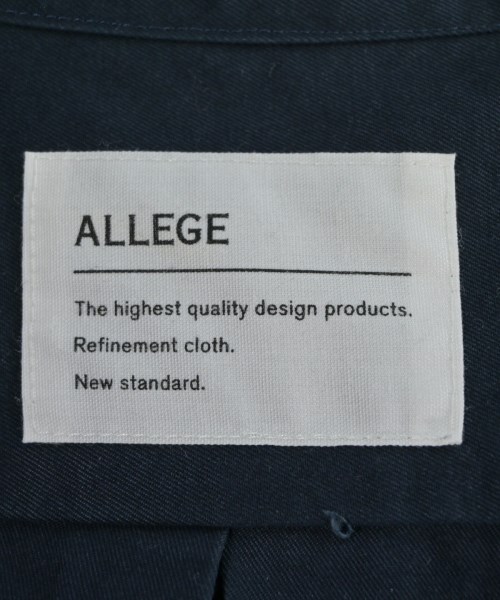 ALLEGE
The highest quality design products.
Refinement cloth.
New standard.